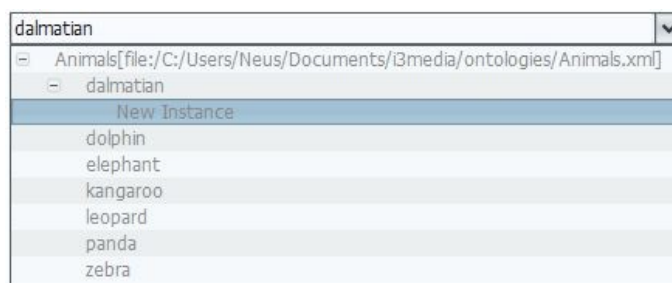 dalmatian
Animals[file:/C:/Users/Neus/Documents/i3media/ontologies/Animals.xml]
dalmatian
New Instance
dolphin
elephant
kangaroo
leopard
panda
zebra